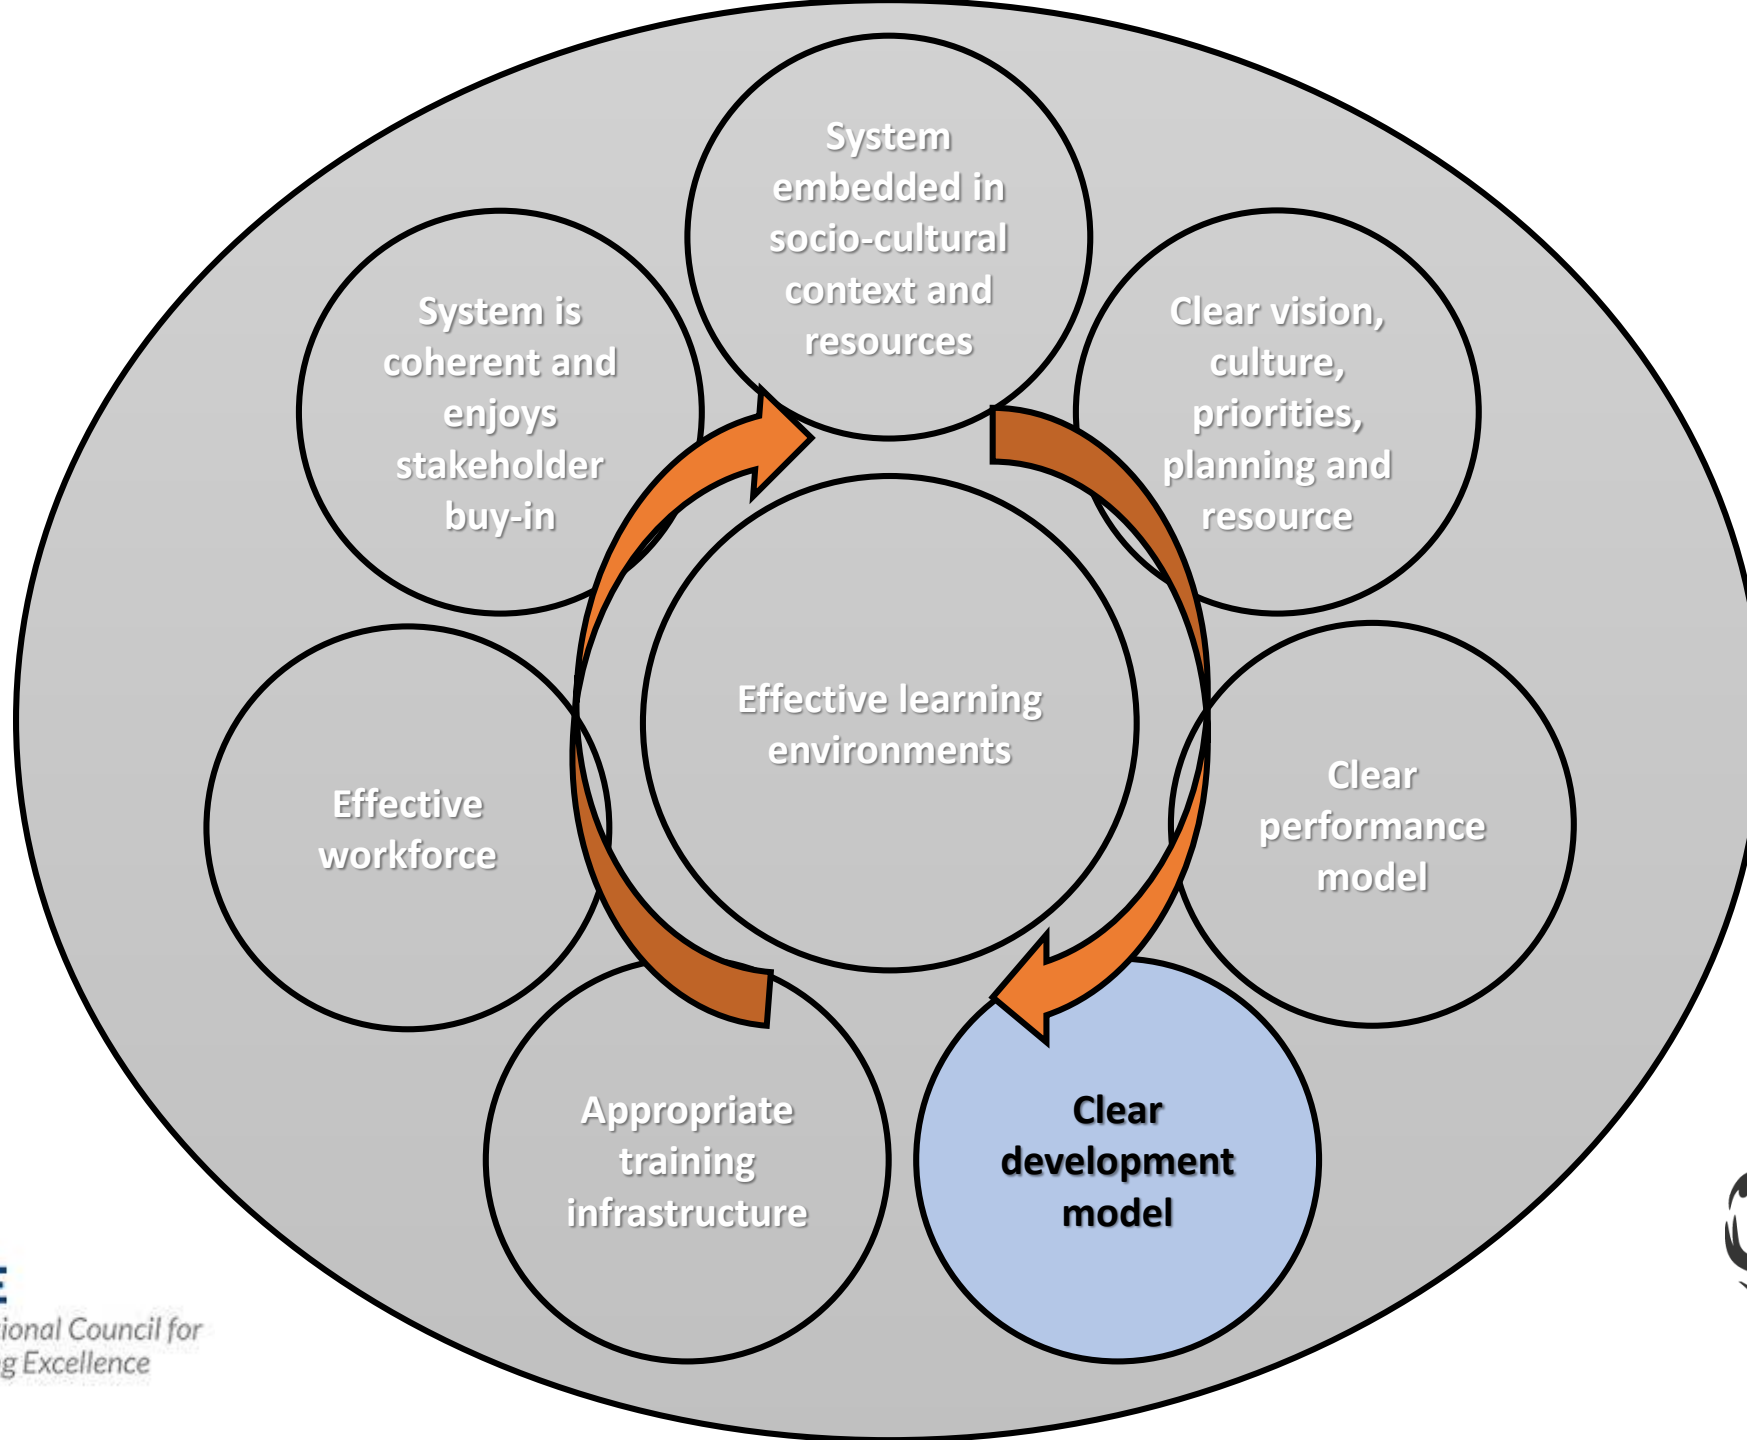 System
embedded in
socio-cultural
context and
resources
Clear vision,
culture,
priorities,
planning and
resource
Clear
performance
model
Clear
development
model
Appropriate
training
infrastructure
Effective
workforce
System is
coherent and
enjoys
stakeholder
buy-in
Effective learning
environments
Council for
Excellence